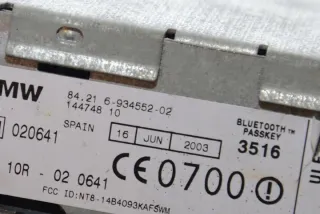 MW
84.21 6-934552-02
144748 10
BLUETOOTH™
PASSKEY
3516
020641
SPAIN
16 JUN 2003
10R - 02 0641
CE0700
FCC ID:NT8-14B4093KAFSWM